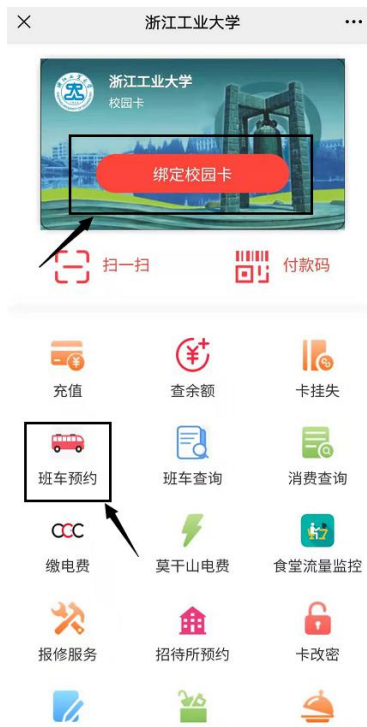 浙江工业大学
浙江工业大学
校园卡
绑定校园卡
扫一扫 付款码
充值 查余额 卡挂失
班车预约 班车查询 消费查询
缴电费 莫干山电费 食堂流量监控
报修服务 招待所预约 卡改密